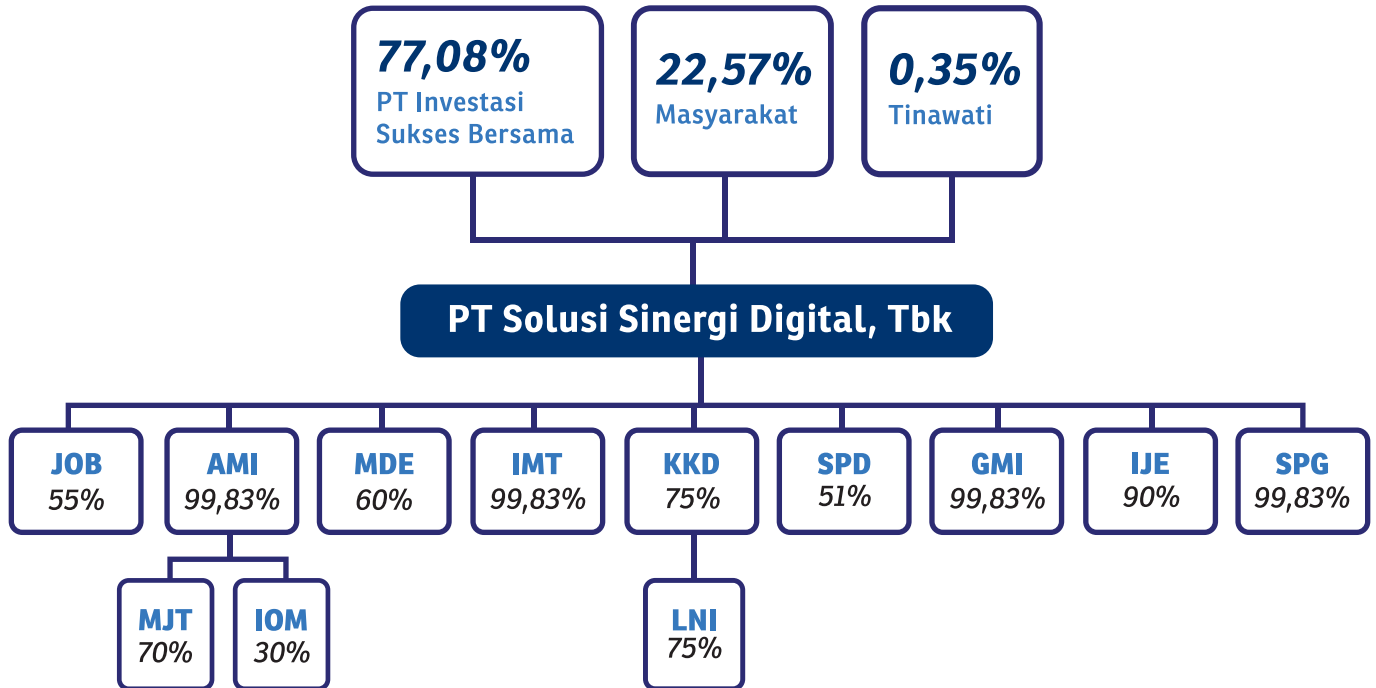 77,08%
PT Investasi
Sukses Bersama
22,57%
Masyarakat
0,35%
Tinawati
PT Solusi Sinergi Digital, Tbk
JOB
55%
AMI
99,83%
MDE
60%
IMT
99,83%
KKD
75%
SPD
51%
GMI
99,83%
IJE
90%
SPG
99,83%
MJT
70%
IOM
30%
LNI
75%